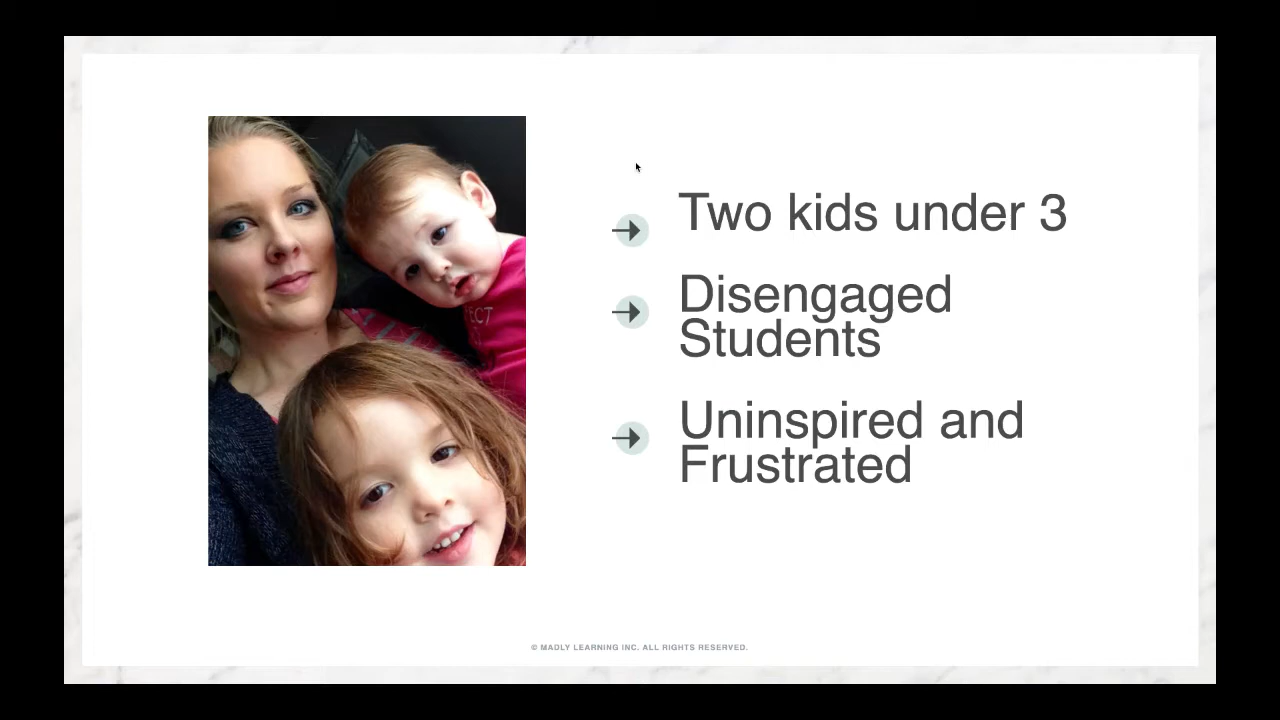 Two kids under 3
Disengaged
Students
Uninspired and
Frustrated
© MADLY LEARNING INC. ALL RIGHTS RESERVED.